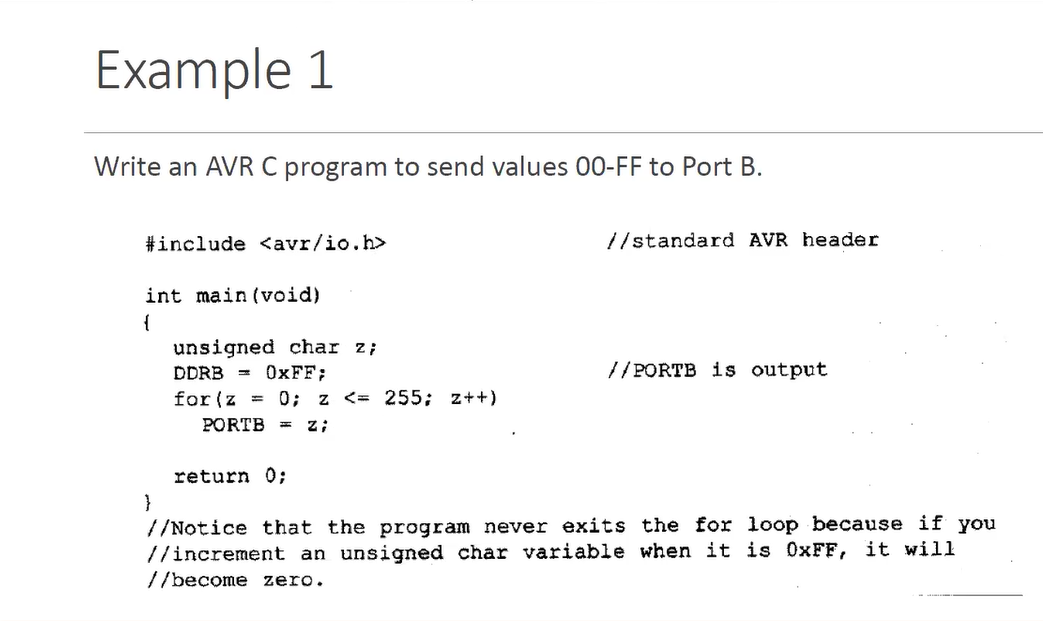 Example 1
Write an AVR C program to send values 00-FF to Port B.
#include <avr/io.h> //standard AVR header
int main(void)
{
unsigned char z;
DDRB = 0xFF; //PORTB is output
for(z = 0; z <= 255; z++)
PORTB = z;
return 0;
}
//Notice that the program never exits the for loop because if you
//increment an unsigned char variable when it is 0xFF, it will
//become zero.